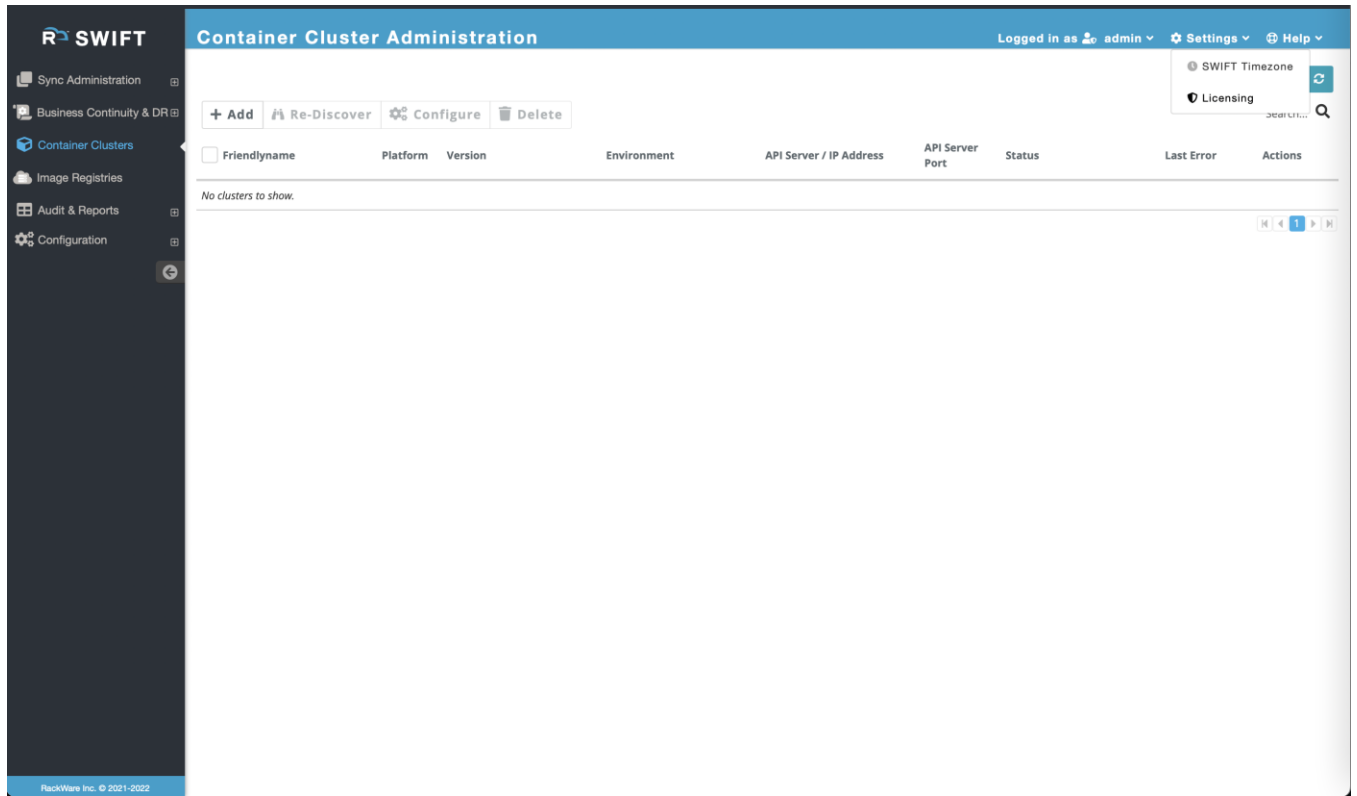 SWIFT
Container Cluster Administration
Logged in as admin
Settings
Help
SWIFT Timezone
Licensing
Sync Administration
Business Continuity & DR
Container Clusters
Image Registries
Audit & Reports
Configuration
+ Add Re-Discover Configure Delete
Search...
Friendlyname Platform Version Environment API Server / IP Address API Server Port Status Last Error Actions
No clusters to show.
1
RackWare Inc. © 2021-2022